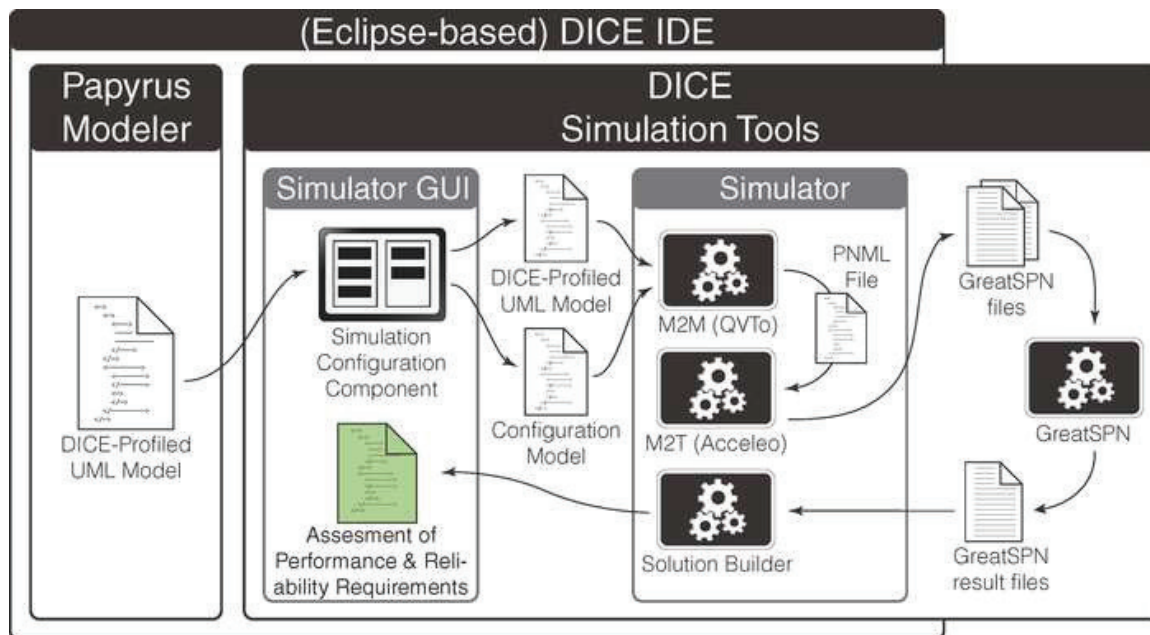 (Eclipse-based) DICE IDE
Papyrus
Modeler
DICE
Simulation Tools
Simulator GUI
Simulator
DICE-Profiled
UML Model
Simulation
Configuration
Component
DICE-Profiled
UML Model
Configuration
Model
M2M (QVTo)
PNML
File
M2T (Acceleo)
GreatSPN
files
GreatSPN
GreatSPN
result files
Solution Builder
Assesment of
Performance & Reli-
ability Requirements